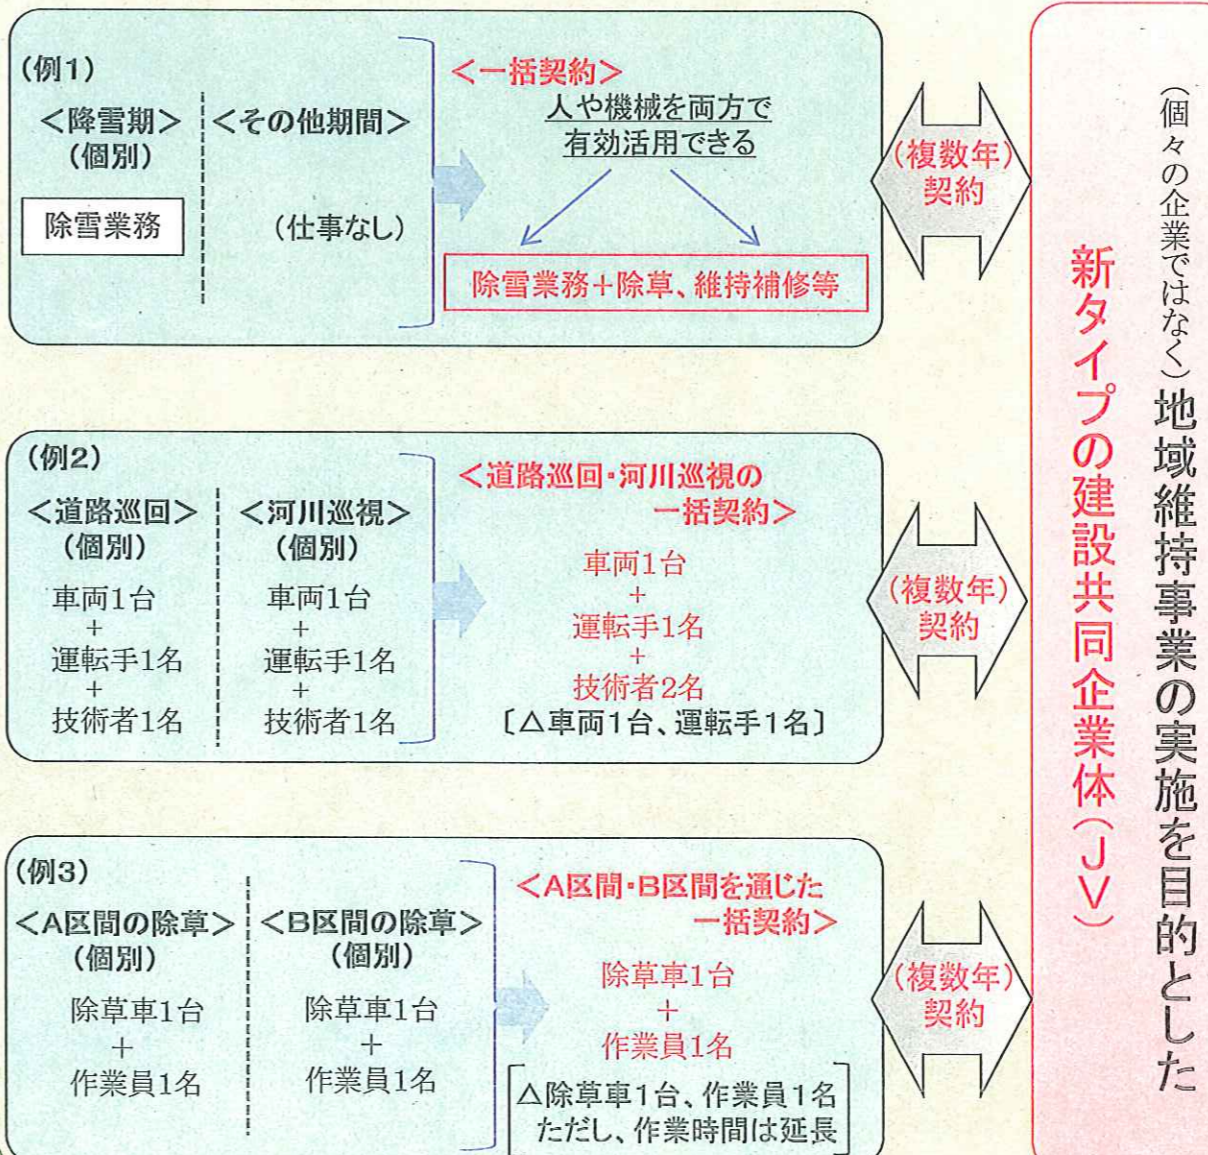 (例1)
<降雪期>
(個別)
除雪業務
<その他期間>
(仕事なし)
<一括契約>
人や機械を両方で
有効活用できる
除雪業務+除草、維持補修等
(複数年)
契約
(例2)
<道路巡回>
(個別)
車両1台
+
運転手1名
+
技術者1名
<河川巡視>
(個別)
車両1台
+
運転手1名
+
技術者1名
<道路巡回・河川巡視の
一括契約>
車両1台
+
運転手1名
+
技術者2名
〔△車両1台、運転手1名〕
(複数年)
契約
(例3)
<A区間の除草>
(個別)
除草車1台
+
作業員1名
<B区間の除草>
(個別)
除草車1台
+
作業員1名
<A区間・B区間を通じた
一括契約>
除草車1台
+
作業員1名
△除草車1台、作業員1名
ただし、作業時間は延長
(複数年)
契約
(個々の企業ではなく)地域維持事業の実施を目的とした
新タイプの建設共同企業体(JV)